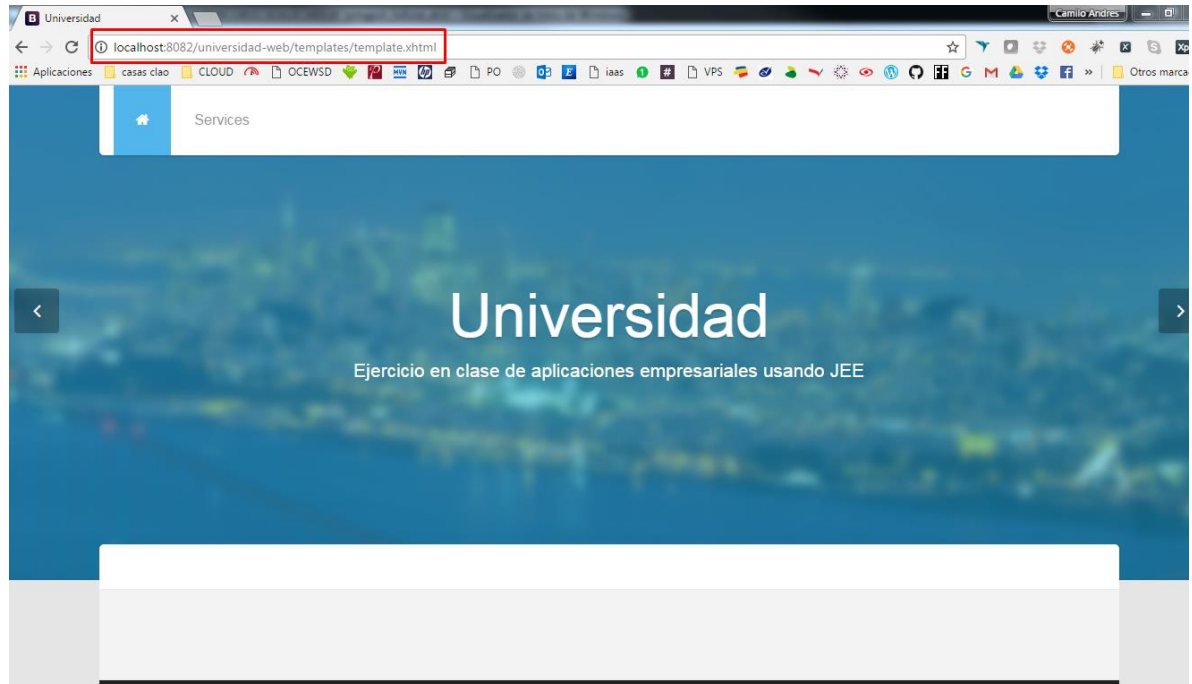 Universidad
Camilo Andres
localhost:8082/universidad-web/templates/template.xhtml
Aplicaciones casas clao CLOUD OCEWSD PO iaas VPS Otros marca
Services
Universidad
Ejercicio en clase de aplicaciones empresariales usando JEE